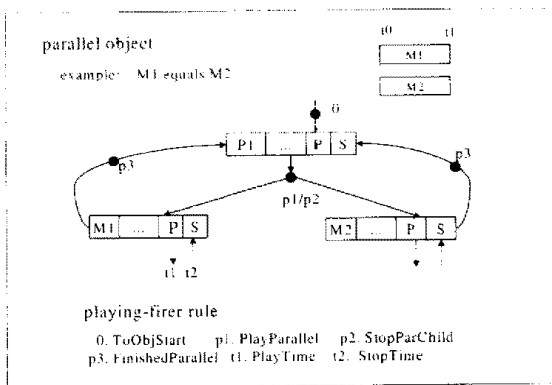 parallel object
t0 t1
example: M1 equals M2
M1
M2
0
P1 ... P S
p3
p3
p1/p2
M1 ... P S
M2 ... P S
t1 t2
playing-firer rule
0. ToObjStart p1. PlayParallel p2. StopParChild
p3. FinishedParallel t1. PlayTime t2. StopTime